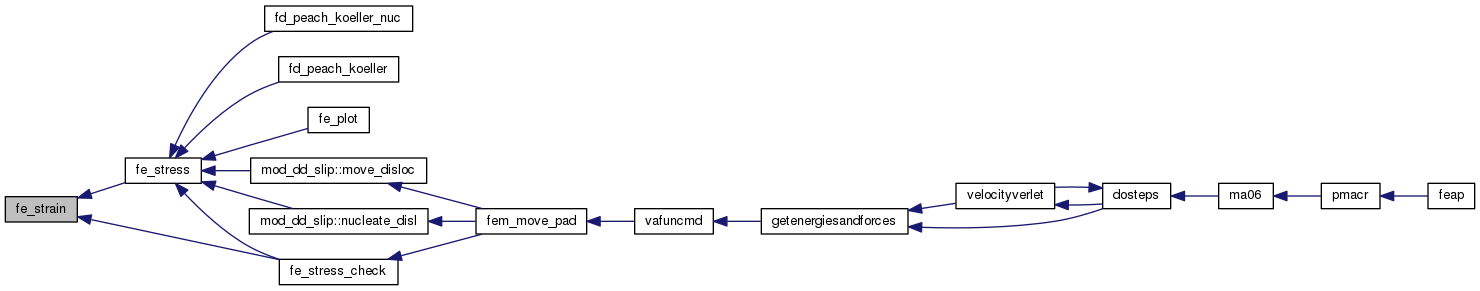 fd_peach_koeller_nuc
fd_peach_koeller
fe_plot
fe_stress
mod_dd_slip::move_disloc
fe_strain
mod_dd_slip::nucleate_disl
fem_move_pad
vafuncmd
getenergiesandforces
velocityverlet
dosteps
ma06
pmacr
feap
fe_stress_check